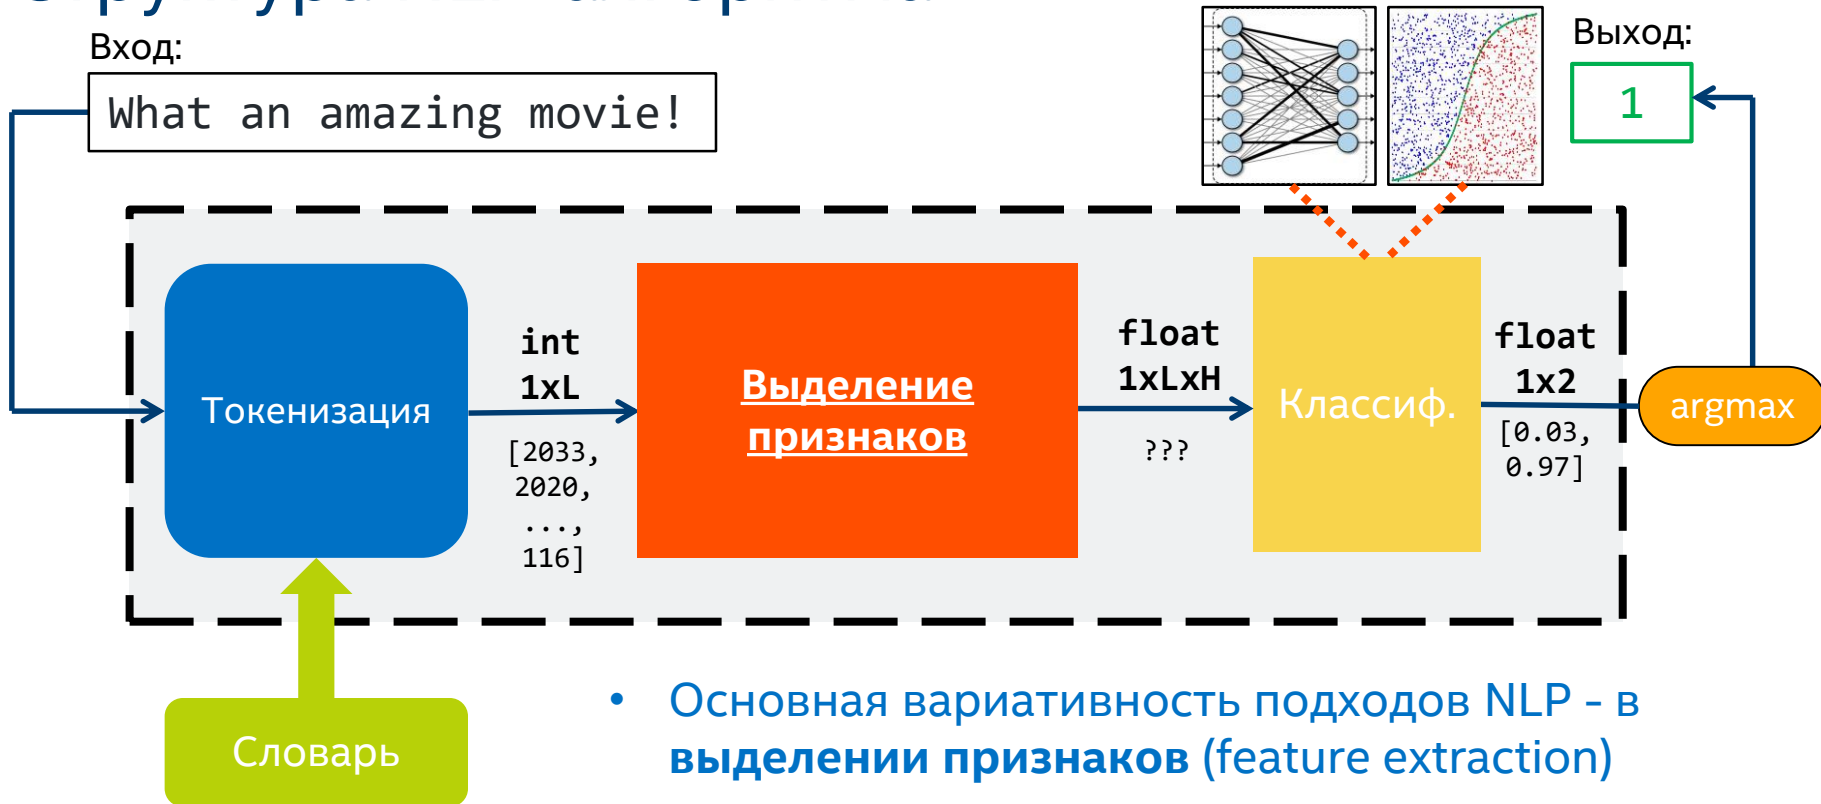 Вход:
Выход:
What an amazing movie!
1
int
1xL
[2033,
2020,
...,
116]
float
1xLxH
???
float
1x2
[0.03,
0.97]
Токенизация
Выделение
признаков
Классиф.
argmax
Словарь
• Основная вариативность подходов NLP - в
выделении признаков (feature extraction)